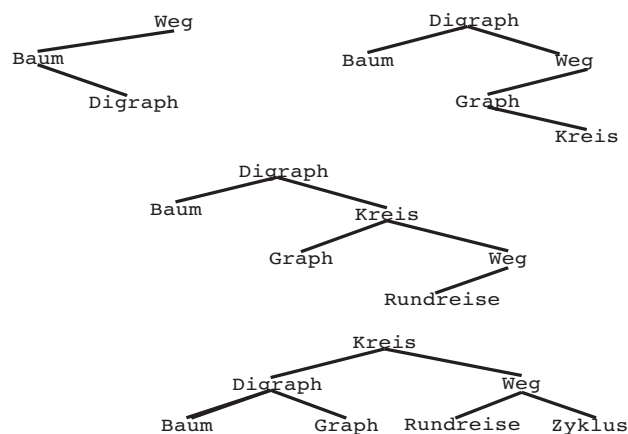 Weg
Baum
Digraph
Digraph
Baum Weg
Graph
Kreis
Digraph
Baum
Kreis
Graph Weg
Rundreise
Kreis
Digraph Weg
Baum Graph Rundreise Zyklus